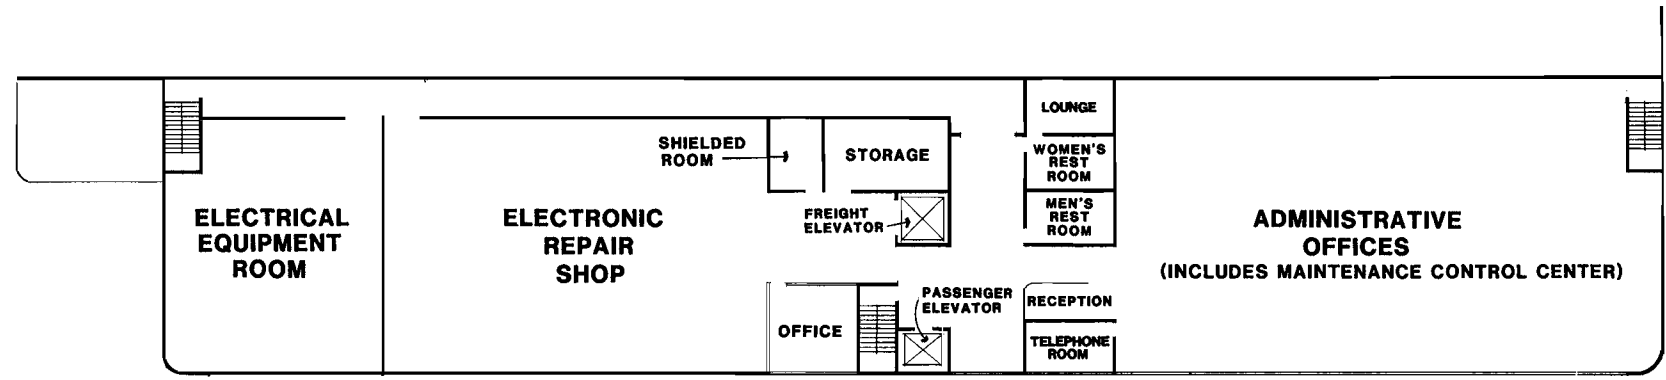 ELECTRICAL
EQUIPMENT
ROOM
ELECTRONIC
REPAIR
SHOP
SHIELDED
ROOM
STORAGE
FREIGHT
ELEVATOR
OFFICE
PASSENGER
ELEVATOR
LOUNGE
WOMEN'S
REST
ROOM
MEN'S
REST
ROOM
RECEPTION
TELEPHONE
ROOM
ADMINISTRATIVE
OFFICES
(INCLUDES MAINTENANCE CONTROL CENTER)